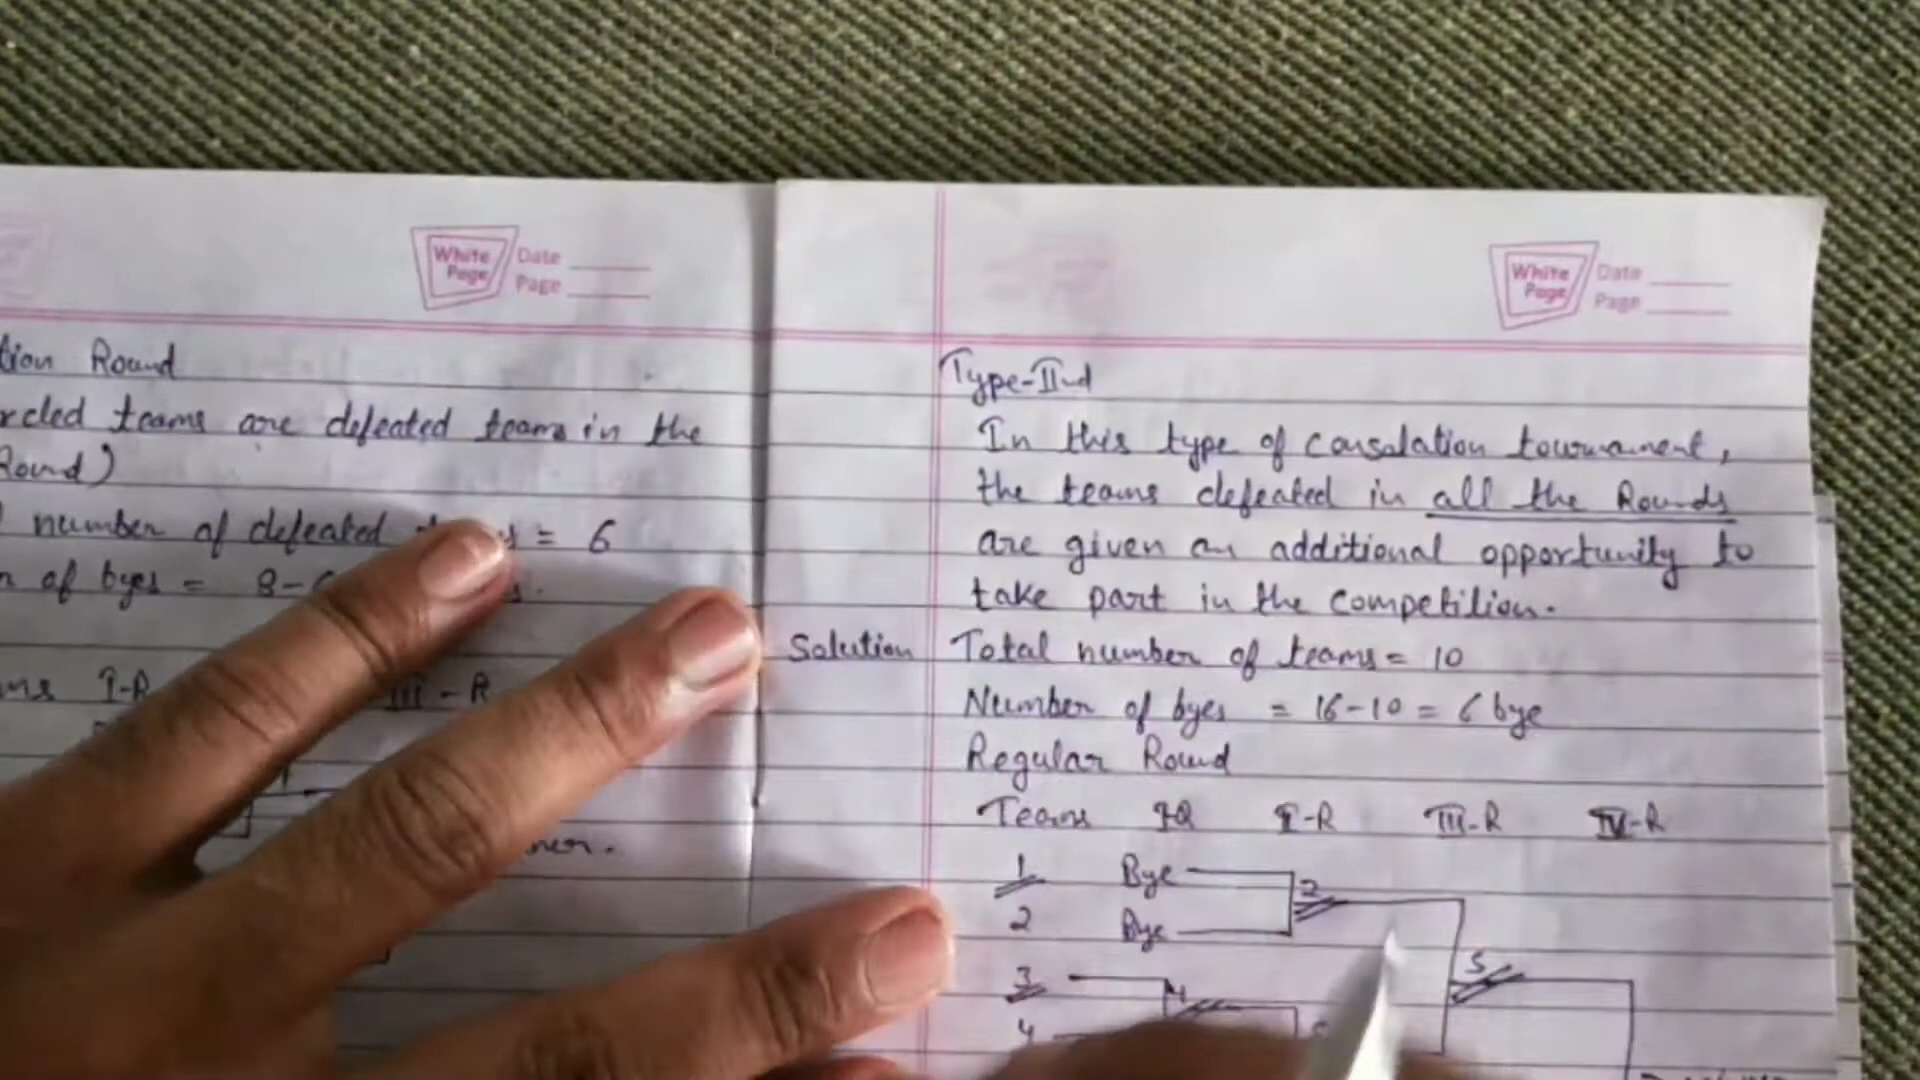 White Page Date
Page
tion Round
rcled teams are defeated teams in the
Round)
number of defeated = 6
of byes = 8-
I-R III - R
White Page Date
Page
Type-IInd
In this type of consalation tournament,
the teams defeated in all the Rounds
are given an additional opportunity to
take part in the competition.
Solution Total number of teams = 10
Number of byes = 16-10 = 6 bye
Regular Round
Teams III-R IV-R
1 Bye 2
2 Bye
5
3
4